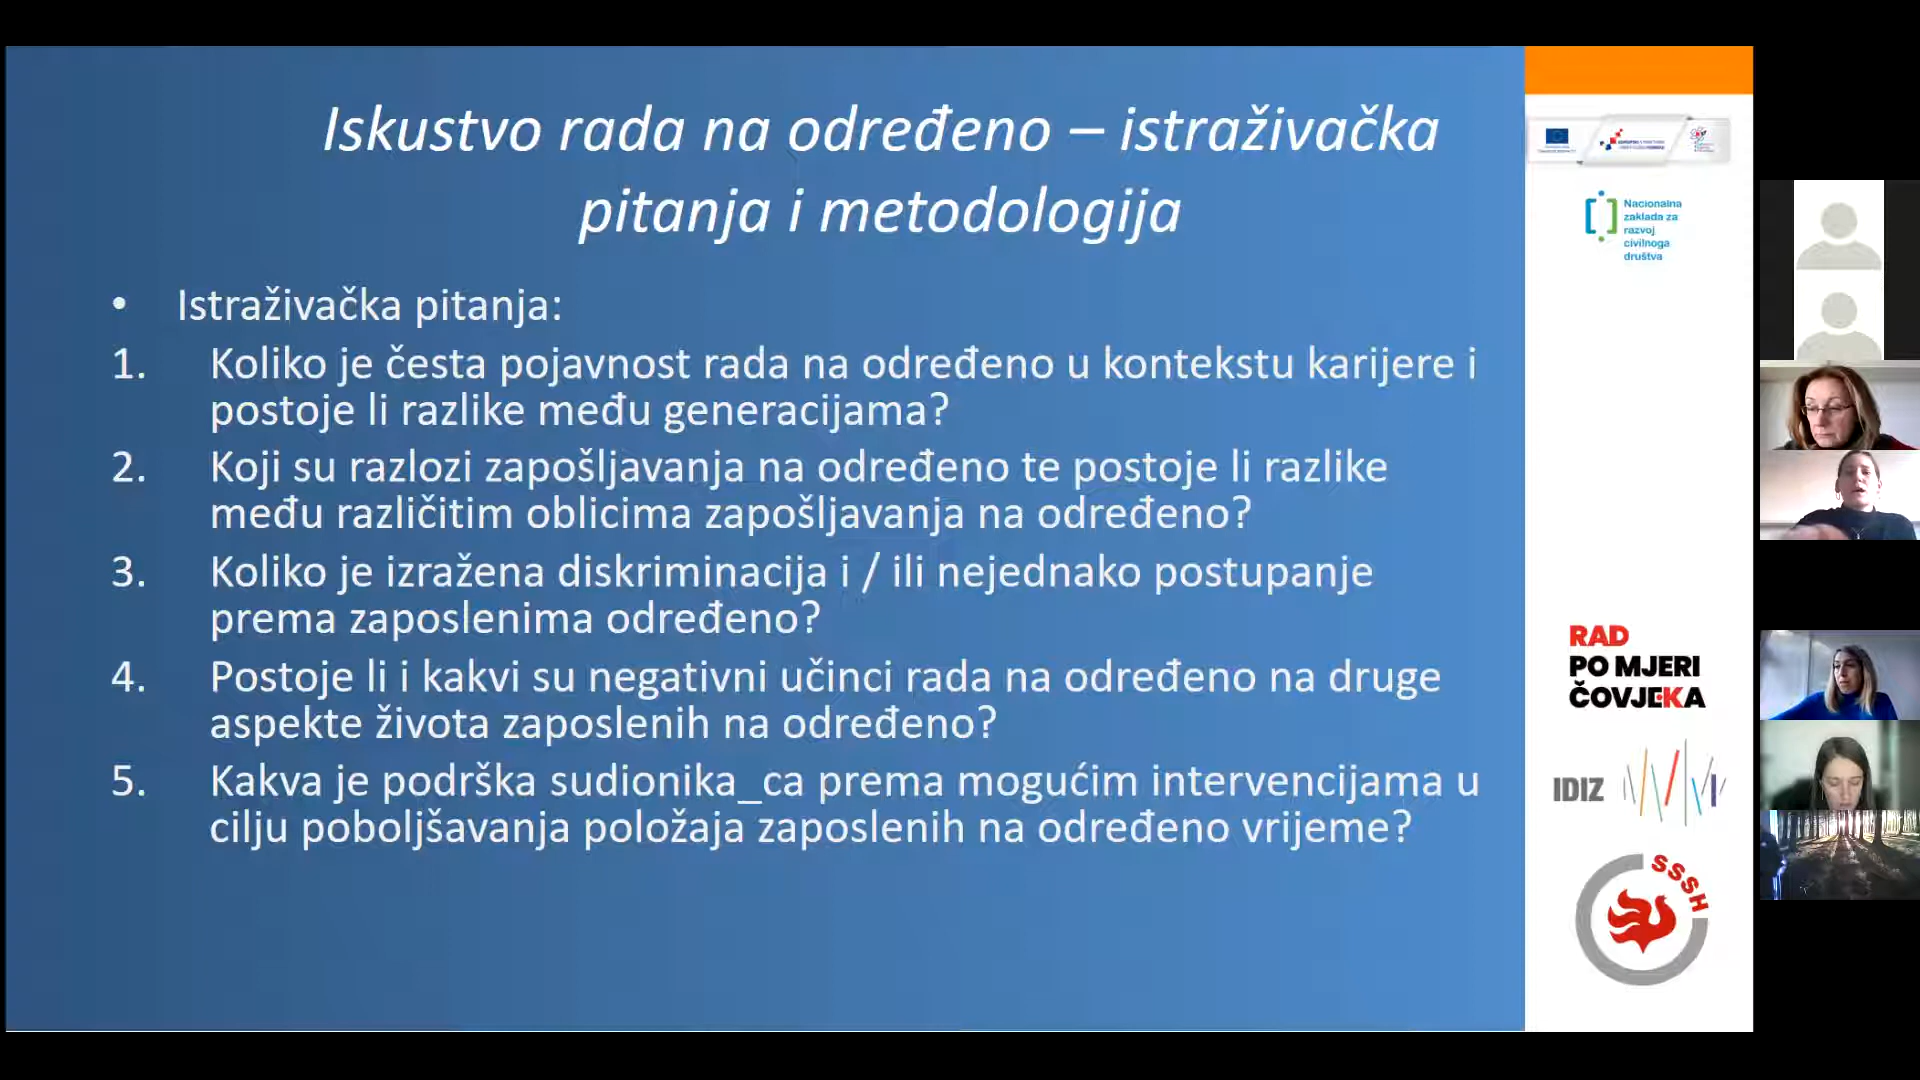 Iskustvo rada na određeno – istraživačka
pitanja i metodologija
• Istraživačka pitanja:
1. Koliko je česta pojavnost rada na određeno u kontekstu karijere i
postoje li razlike među generacijama?
2. Koji su razlozi zapošljavanja na određeno te postoje li razlike
među različitim oblicima zapošljavanja na određeno?
3. Koliko je izražena diskriminacija i / ili nejednako postupanje
prema zaposlenima određeno?
4. Postoje li i kakvi su negativni učinci rada na određeno na druge
aspekte života zaposlenih na određeno?
5. Kakva je podrška sudionika_ca prema mogućim intervencijama u
cilju poboljšavanja položaja zaposlenih na određeno vrijeme?
Nacionalna
zaklada za
razvoj
civilnoga
društva
RAD
PO MJERI
ČOVJEKA
IDIZ
SSSH